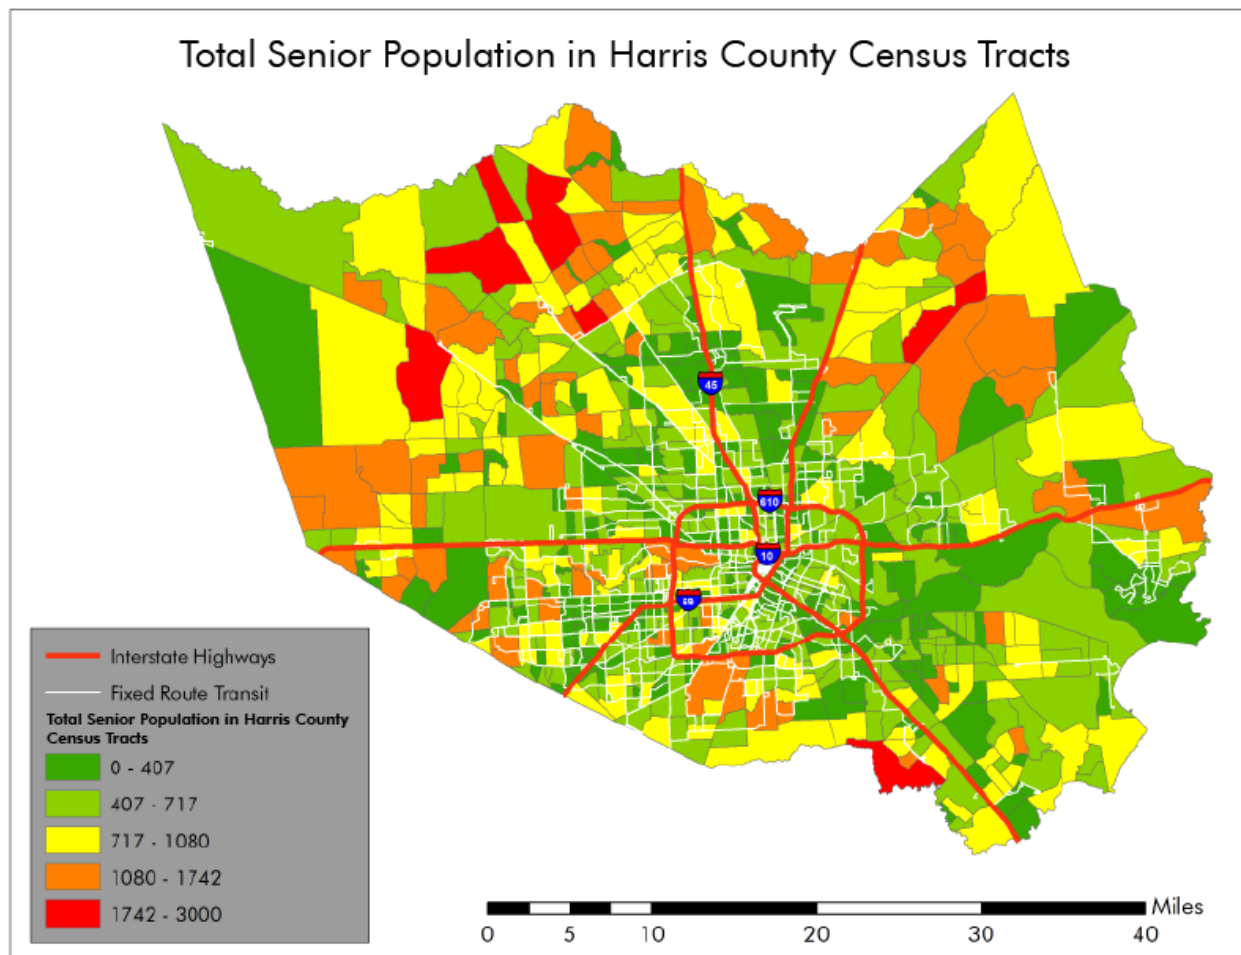 Total Senior Population in Harris County Census Tracts
45
610
10
59
Interstate Highways
Fixed Route Transit
Total Senior Population in Harris County
Census Tracts
0 - 407
407 - 717
717 - 1080
1080 - 1742
1742 - 3000
Miles
0 5 10 20 30 40